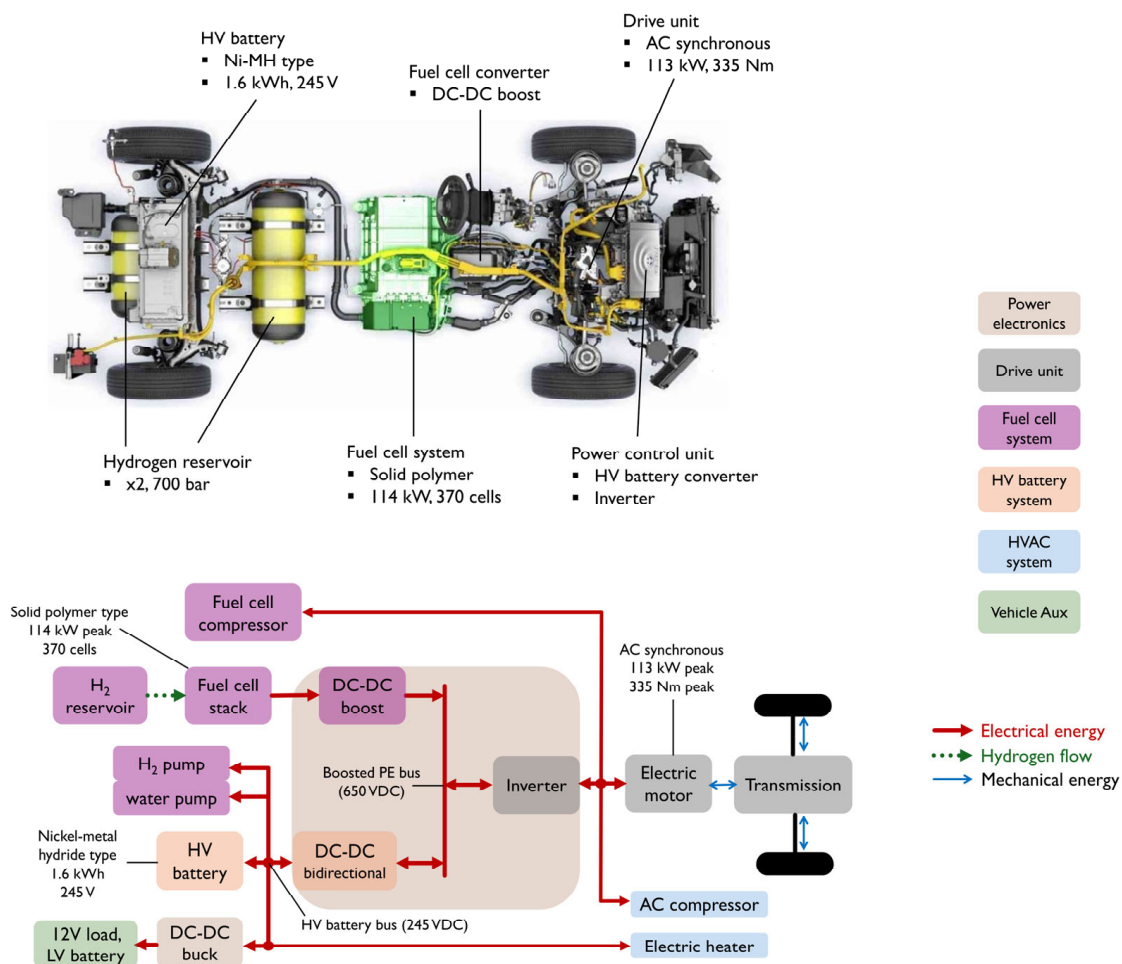 HV battery
▪ Ni-MH type
▪ 1.6 kWh, 245 V
Fuel cell converter
▪ DC-DC boost
Drive unit
▪ AC synchronous
▪ 113 kW, 335 Nm
Hydrogen reservoir
▪ x2, 700 bar
Fuel cell system
▪ Solid polymer
▪ 114 kW, 370 cells
Power control unit
▪ HV battery converter
▪ Inverter
Power
electronics
Drive unit
Fuel cell
system
HV battery
system
HVAC
system
Vehicle Aux
Solid polymer type
114 kW peak
370 cells
Fuel cell
compressor
H2
reservoir
Fuel cell
stack
DC-DC
boost
H2 pump
water pump
Boosted PE bus
(650 VDC)
Inverter
AC synchronous
113 kW peak
335 Nm peak
Electric
motor
Transmission
Electrical energy
Hydrogen flow
Mechanical energy
Nickel-metal
hydride type
1.6 kWh
245 V
HV
battery
DC-DC
bidirectional
HV battery bus (245 VDC)
12V load,
LV battery
DC-DC
buck
AC compressor
Electric heater